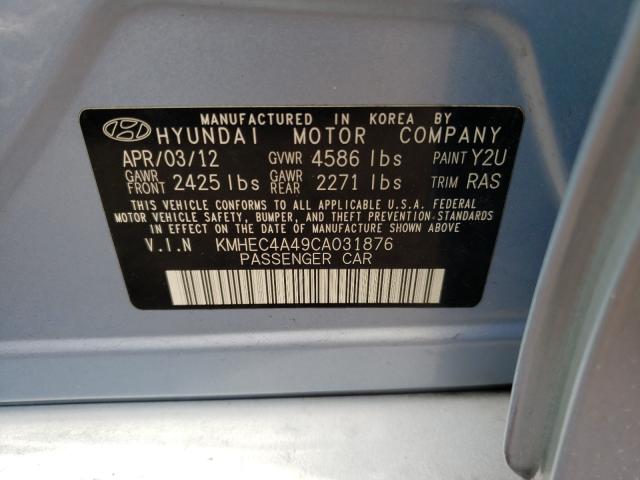 MANUFACTURED IN KOREA BY
HYUNDAI MOTOR COMPANY
APR/03/12 GVWR 4586 lbs PAINT Y2U
GAWR FRONT 2425 lbs GAWR REAR 2271 lbs TRIM RAS
THIS VEHICLE CONFORMS TO ALL APPLICABLE U.S.A. FEDERAL
MOTOR VEHICLE SAFETY, BUMPER, AND THEFT PREVENTION STANDARDS
IN EFFECT ON THE DATE OF MANUFACTURE SHOWN ABOVE
V.I.N KMHEC4A49CA031876
PASSENGER CAR